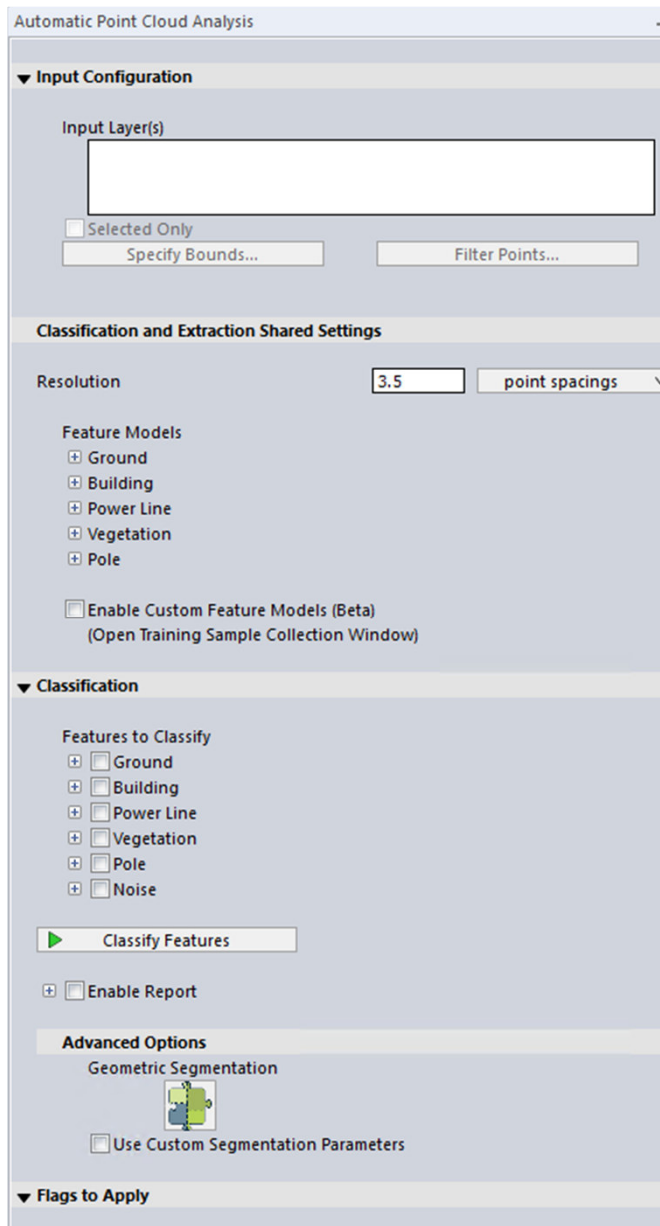 Automatic Point Cloud Analysis
Input Configuration
Input Layer(s)
Selected Only
Specify Bounds... Filter Points...
Classification and Extraction Shared Settings
Resolution 3.5 point spacings
Feature Models
Ground
Building
Power Line
Vegetation
Pole
Enable Custom Feature Models (Beta)
(Open Training Sample Collection Window)
Classification
Features to Classify
Ground
Building
Power Line
Vegetation
Pole
Noise
Classify Features
Enable Report
Advanced Options
Geometric Segmentation
Use Custom Segmentation Parameters
Flags to Apply